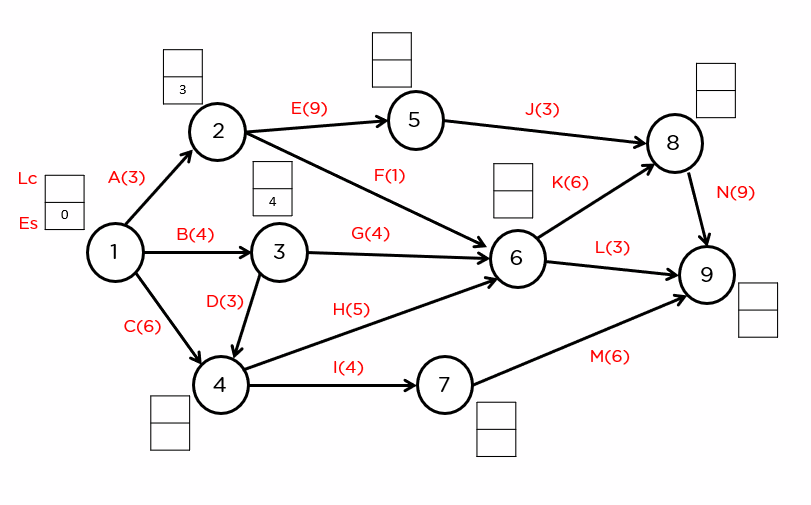 3
E(9)
5
J(3)
2
8
Lc
A(3)
F(1)
K(6)
N(9)
0
4
Es
B(4)
G(4)
1
3
6
L(3)
9
D(3)
H(5)
C(6)
M(6)
I(4)
4
7